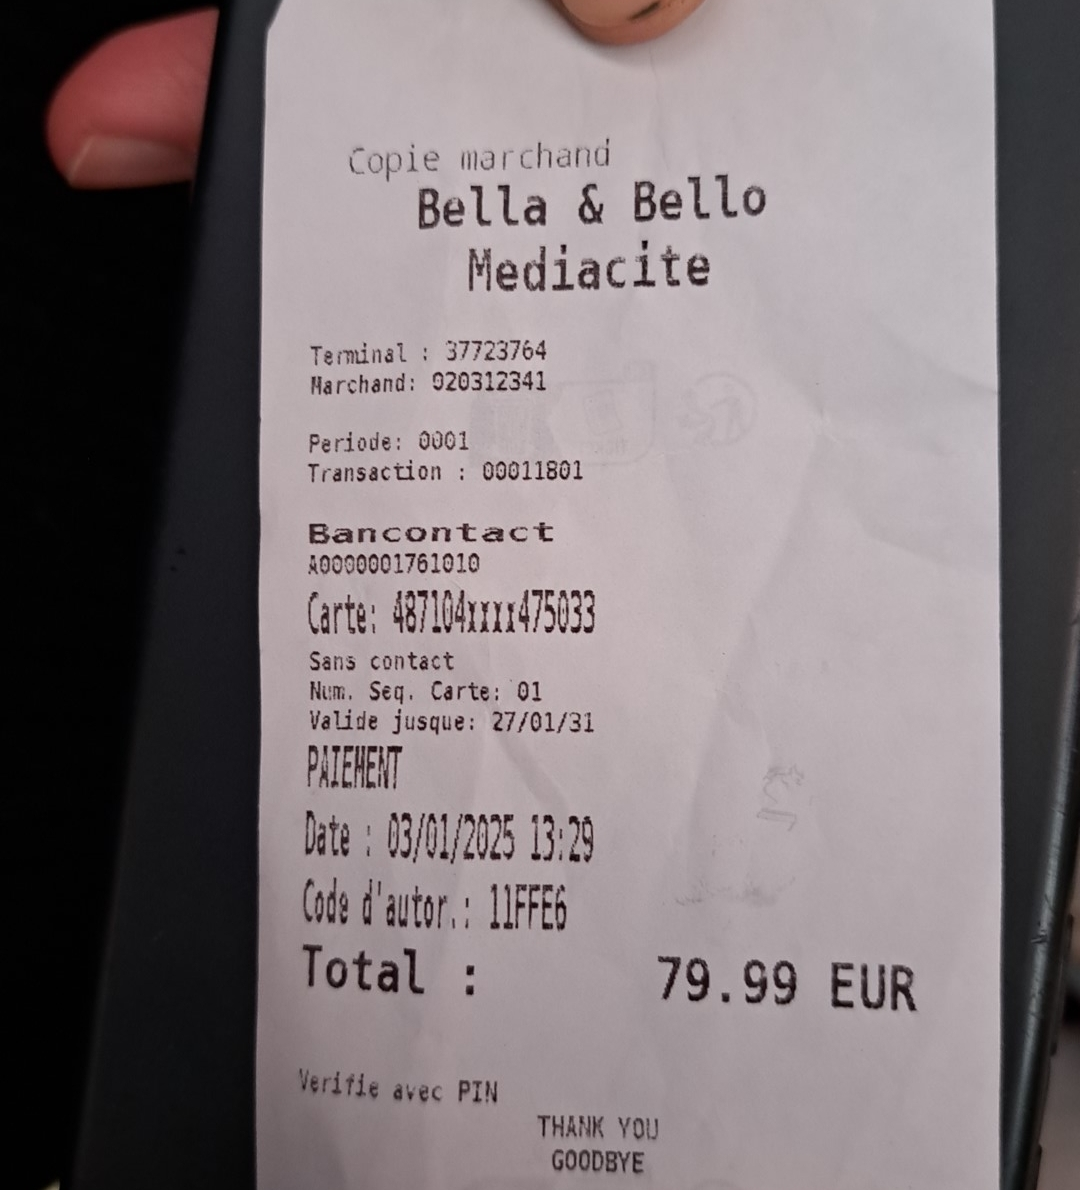 Copie marchand
Bella & Bello
Mediacite
Terminal : 37723764
Marchand: 020312341
Periode: 0001
Transaction : 00011801
Bancontact
A0000001761010
Carte: 487104xxxx475033
Sans contact
Num. Seq. Carte: 01
Valide jusque: 27/01/31
PAIEMENT
Date : 03/01/2025 13:29
Code d'autor.: 11FFE6
Total : 79.99 EUR
Verifie avec PIN
THANK YOU
GOODBYE